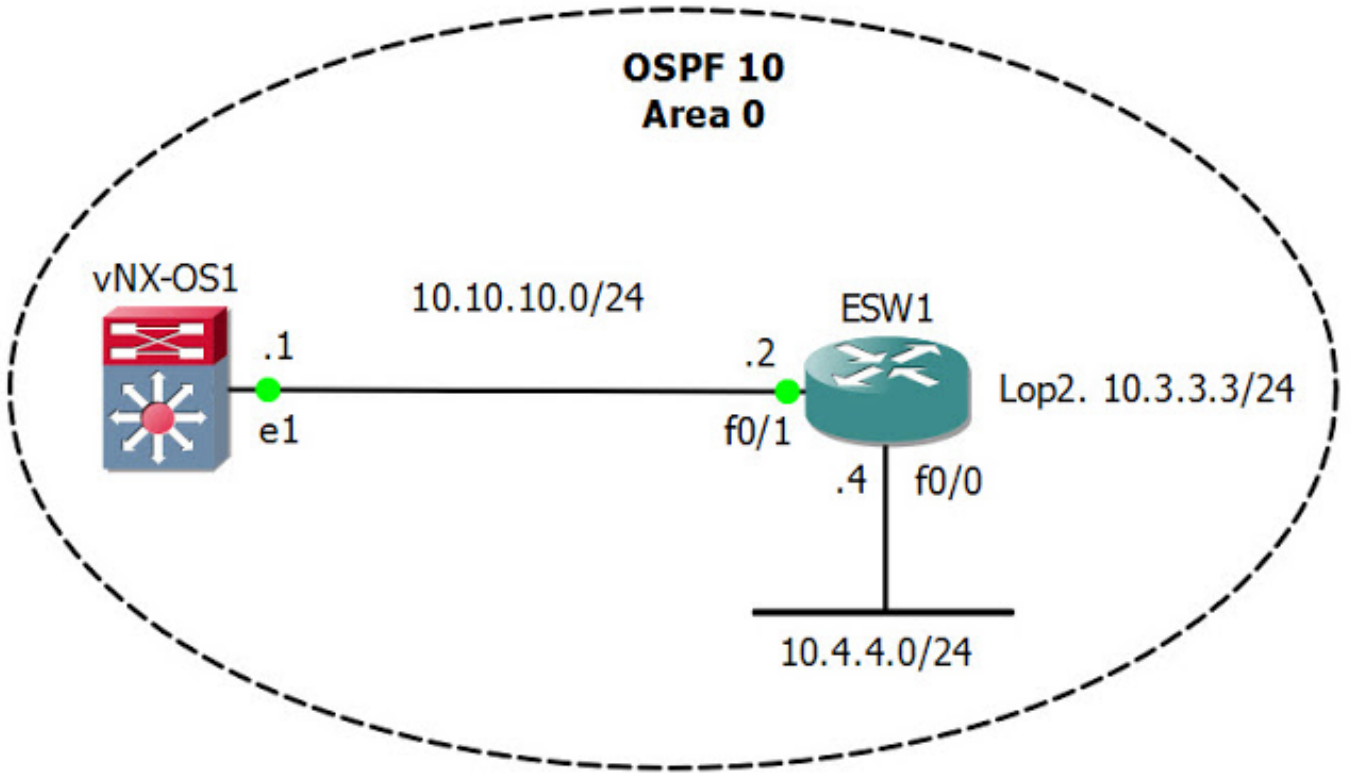 OSPF 10
Area 0
vNX-OS1
10.10.10.0/24
ESW1
.1
.2
Lop2. 10.3.3.3/24
e1
f0/1
.4
f0/0
10.4.4.0/24